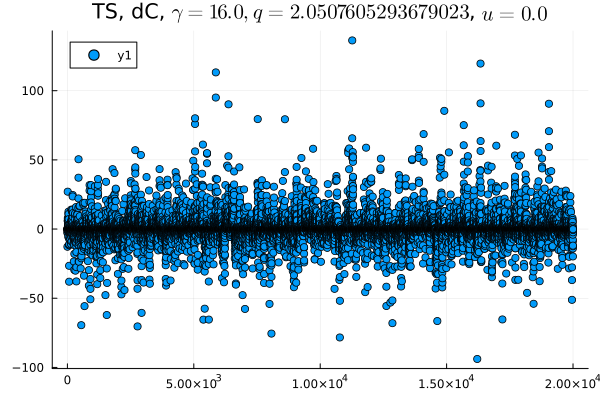 TS, dC, γ = 16.0, q = 2.0507605293679023, u = 0.0
y1
100
50
0
−50
−100
0 5.00×10³ 1.00×10⁴ 1.50×10⁴ 2.00×10⁴